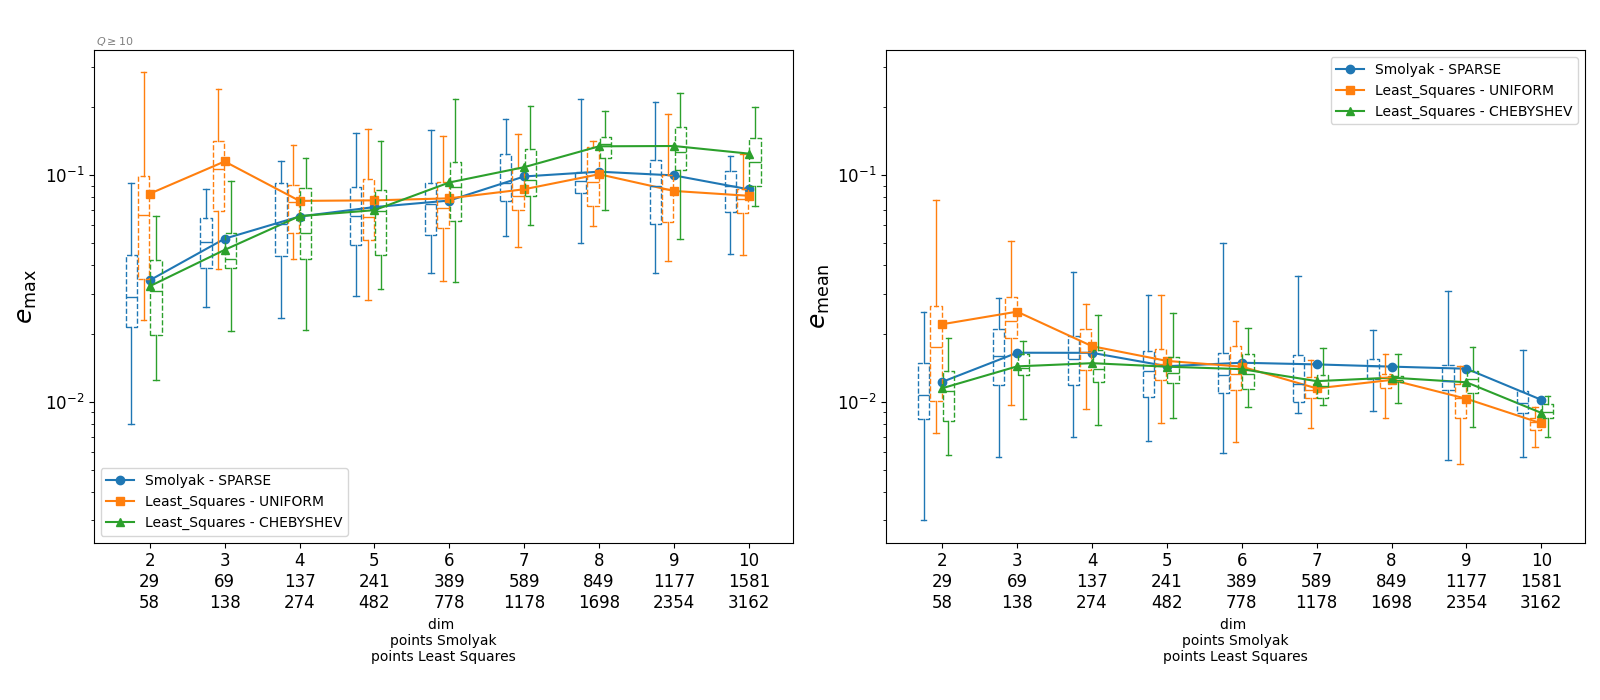 Q ≥ 10
e_max
10⁻¹
10⁻²
Smolyak - SPARSE
Least_Squares - UNIFORM
Least_Squares - CHEBYSHEV
2 3 4 5 6 7 8 9 10
29 69 137 241 389 589 849 1177 1581
58 138 274 482 778 1178 1698 2354 3162
dim
points Smolyak
points Least Squares
e_mean
10⁻¹
10⁻²
Smolyak - SPARSE
Least_Squares - UNIFORM
Least_Squares - CHEBYSHEV
2 3 4 5 6 7 8 9 10
29 69 137 241 389 589 849 1177 1581
58 138 274 482 778 1178 1698 2354 3162
dim
points Smolyak
points Least Squares